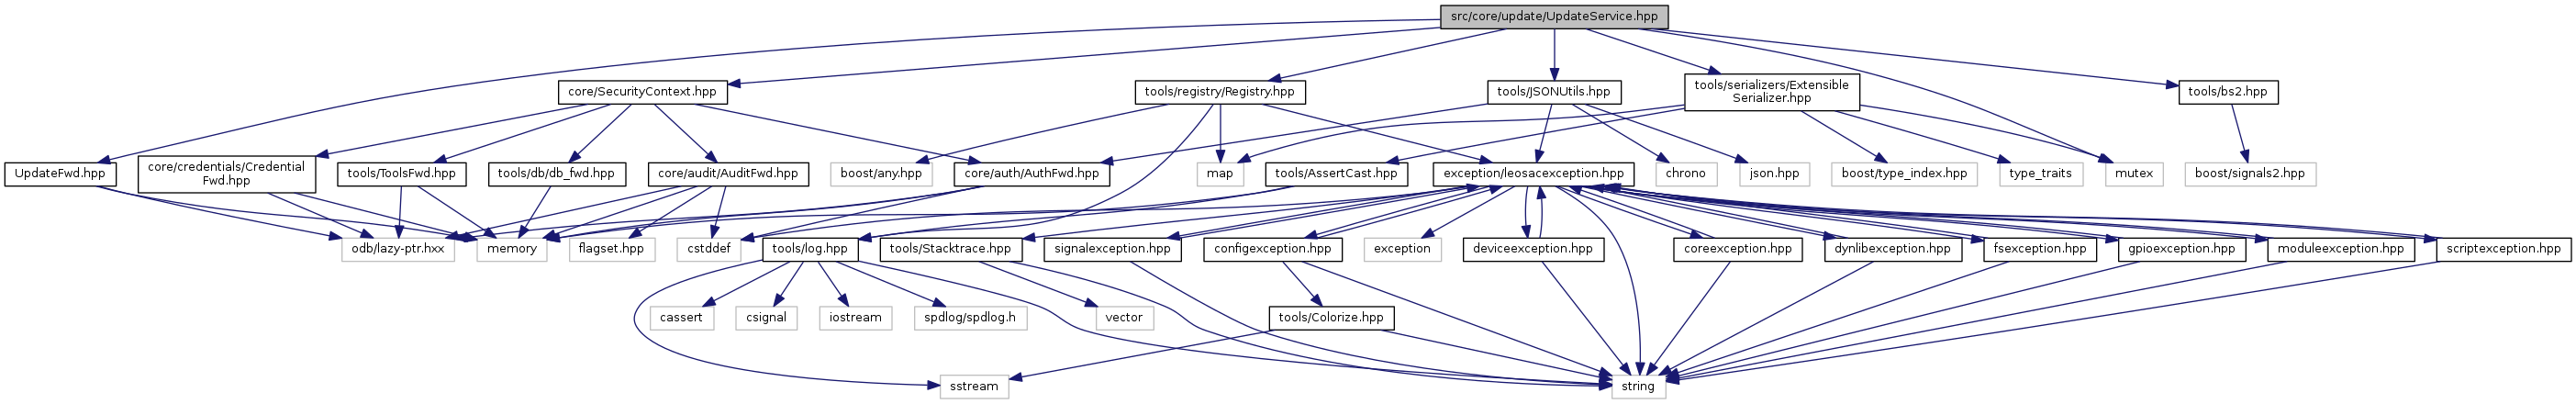 src/core/update/UpdateService.hpp
core/SecurityContext.hpp
tools/registry/Registry.hpp
tools/JSONUtils.hpp
tools/serializers/Extensible
Serializer.hpp
tools/bs2.hpp
UpdateFwd.hpp
core/credentials/Credential
Fwd.hpp
tools/ToolsFwd.hpp
tools/db/db_fwd.hpp
core/audit/AuditFwd.hpp
boost/any.hpp
core/auth/AuthFwd.hpp
map
tools/AssertCast.hpp
exception/leosacexception.hpp
chrono
json.hpp
boost/type_index.hpp
type_traits
mutex
boost/signals2.hpp
odb/lazy-ptr.hxx
memory
flagset.hpp
cstddef
tools/log.hpp
tools/Stacktrace.hpp
signalexception.hpp
configexception.hpp
exception
deviceexception.hpp
coreexception.hpp
dynlibexception.hpp
fsexception.hpp
gpioexception.hpp
moduleexception.hpp
scriptexception.hpp
cassert
csignal
iostream
spdlog/spdlog.h
vector
tools/Colorize.hpp
sstream
string